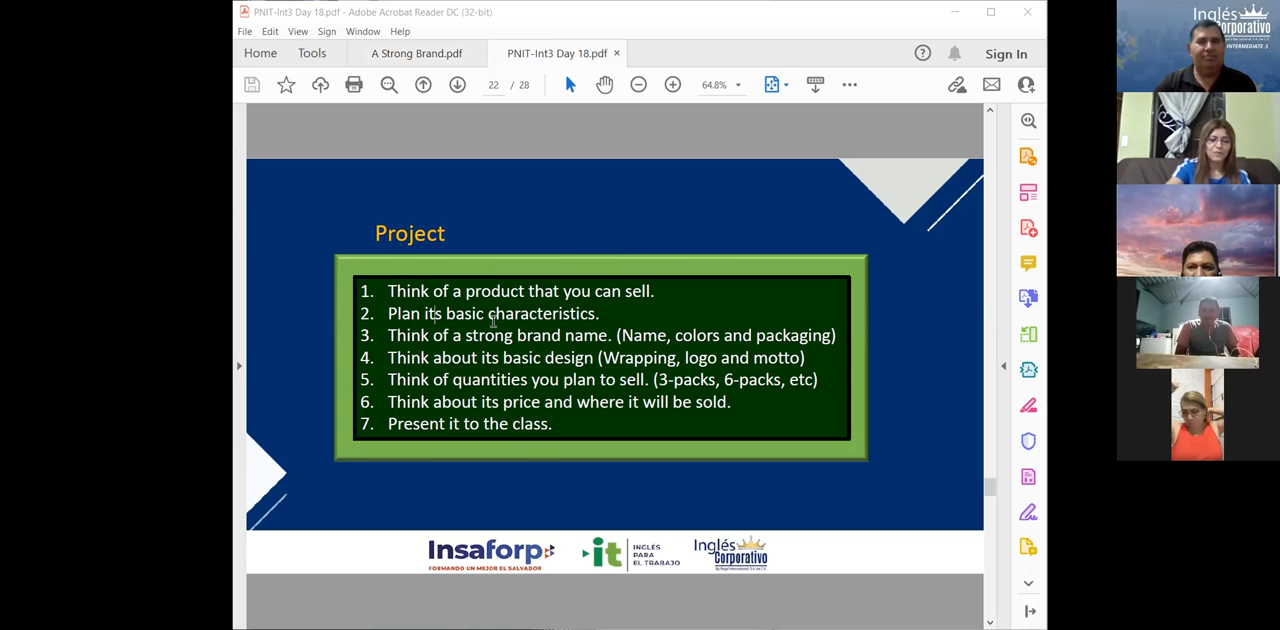 PNIT-Int3 Day 18.pdf - Adobe Acrobat Reader DC (32-bit)
File Edit View Sign Window Help
Home Tools A Strong Brand.pdf PNIT-Int3 Day 18.pdf × Sign In
22 / 28 64.8%
Project
1. Think of a product that you can sell.
2. Plan its basic characteristics.
3. Think of a strong brand name. (Name, colors and packaging)
4. Think about its basic design (Wrapping, logo and motto)
5. Think of quantities you plan to sell. (3-packs, 6-packs, etc)
6. Think about its price and where it will be sold.
7. Present it to the class.
Insaforp
FORMANDO UN MEJOR EL SALVADOR
it
INGLÉS
PARA
EL TRABAJO
Inglés
Corporativo
Inglés
Corporativo
INTERMEDIATE 3